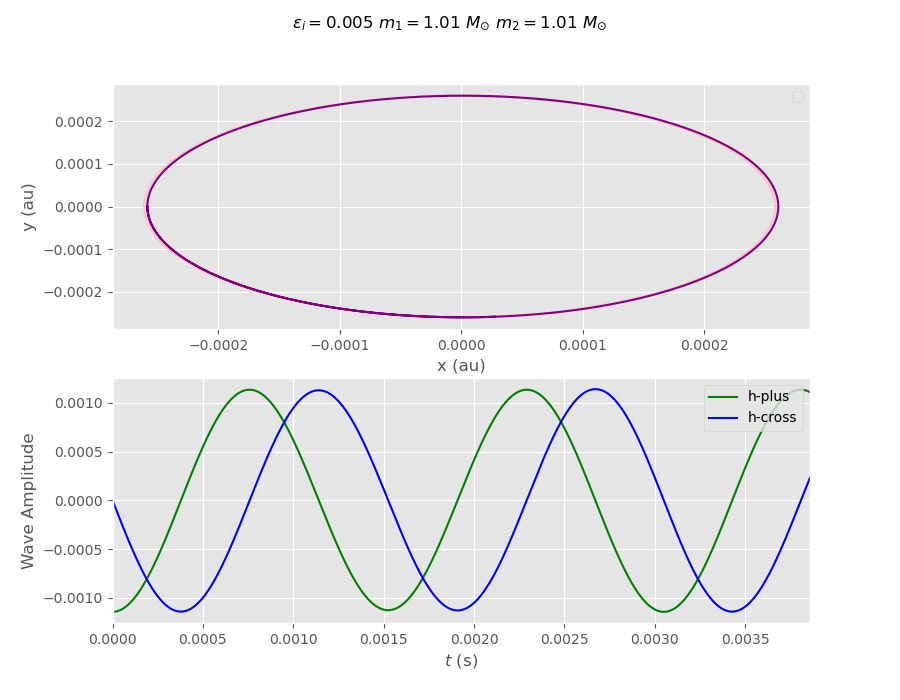 εᵢ = 0.005 m₁ = 1.01 M⊙ m₂ = 1.01 M⊙
0.0002
0.0001
0.0000
−0.0001
−0.0002
y (au)
−0.0002 −0.0001 0.0000 0.0001 0.0002
x (au)
h-plus
h-cross
0.0010
0.0005
0.0000
−0.0005
−0.0010
Wave Amplitude
0.0000 0.0005 0.0010 0.0015 0.0020 0.0025 0.0030 0.0035
t (s)